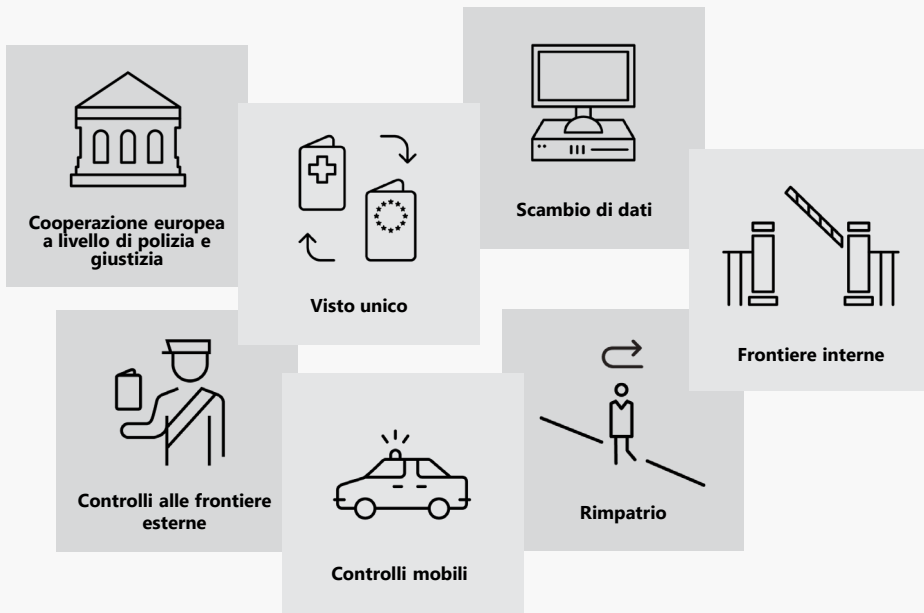 Cooperazione europea
a livello di polizia e
giustizia
Visto unico
Scambio di dati
Frontiere interne
Controlli alle frontiere
esterne
Controlli mobili
Rimpatrio